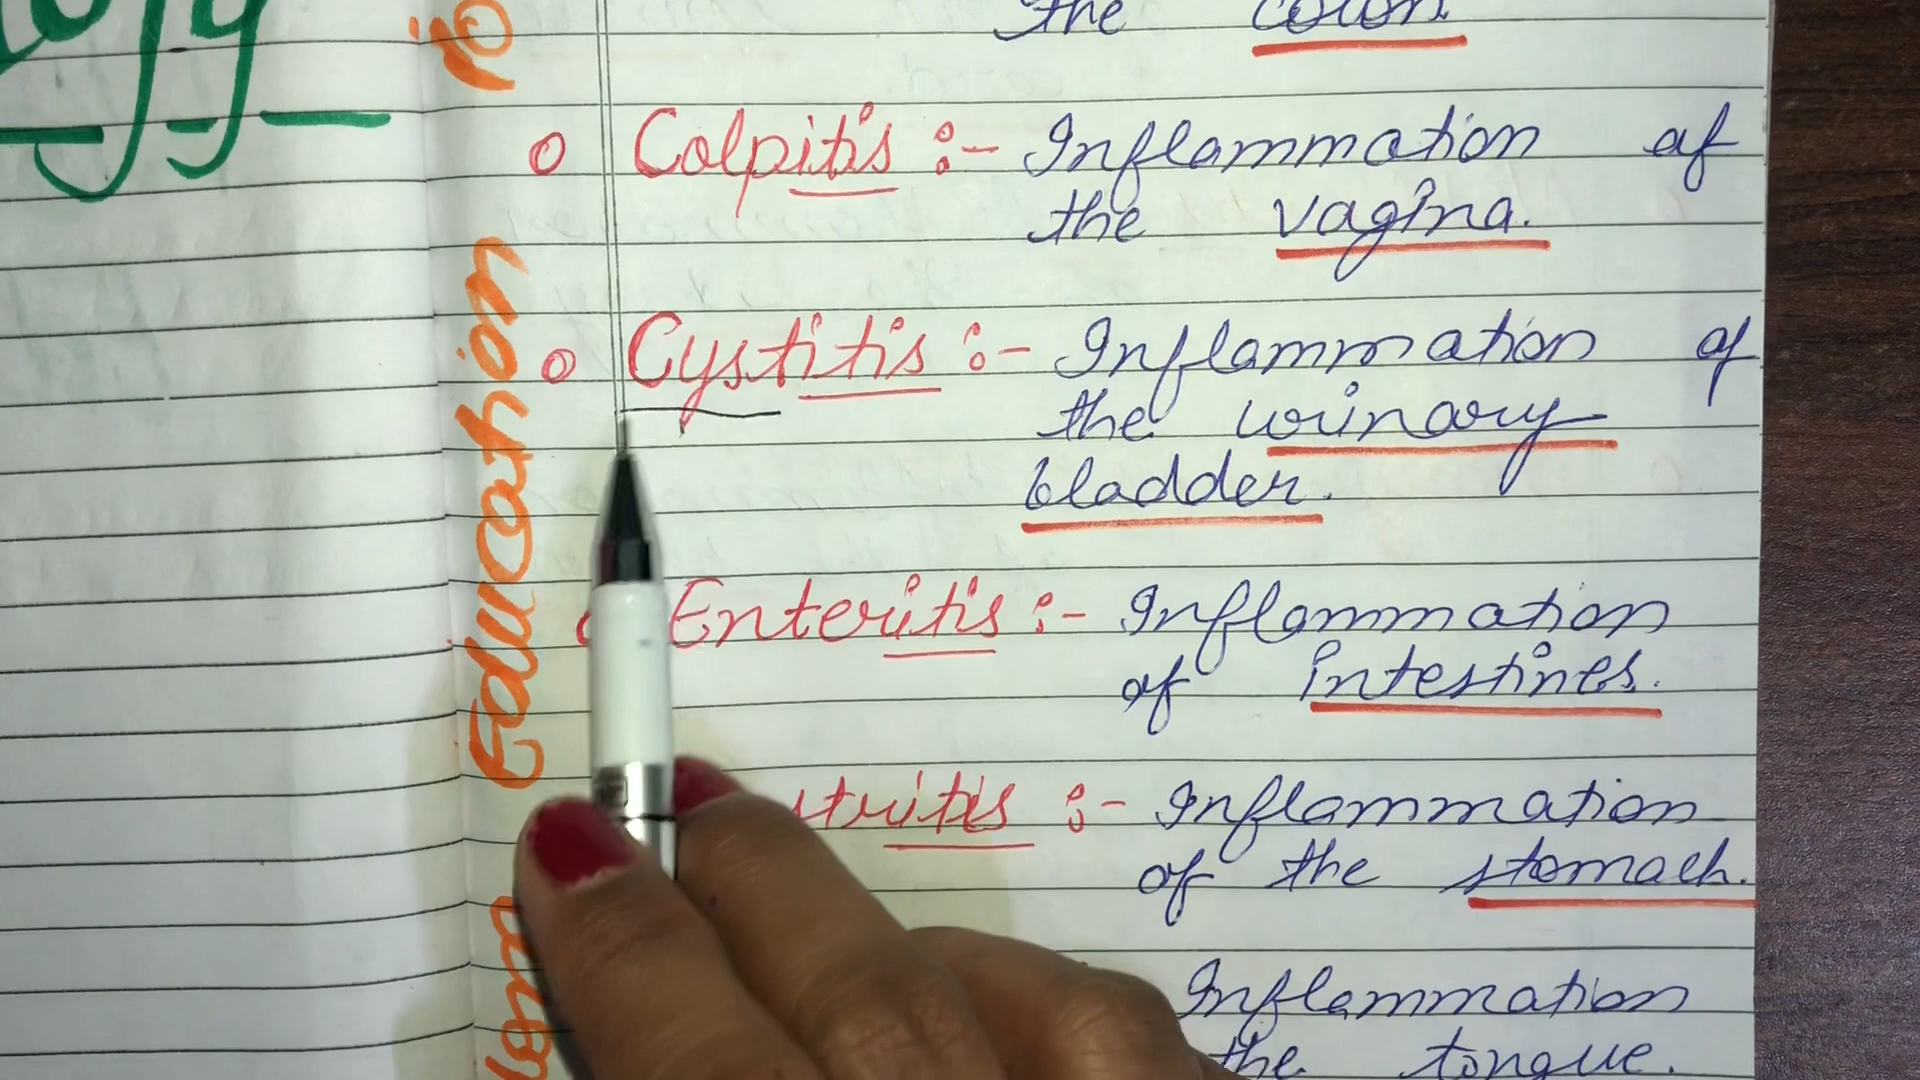 the colon.
o Colpitis :- Inflammation of
the vagina.
o Cystitis :- Inflammation of
the urinary
bladder.
Enteritis :- Inflammation
of intestines.
stritis :- Inflammation
of the stomach.
Inflammation
the tongue.
Education